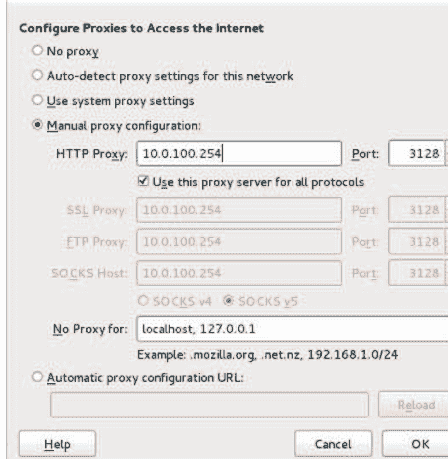 Configure Proxies to Access the Internet
No proxy
Auto-detect proxy settings for this network
Use system proxy settings
Manual proxy configuration:
HTTP Proxy: 10.0.100.254 Port: 3128
Use this proxy server for all protocols
SSL Proxy: 10.0.100.254 Port: 3128
FTP Proxy: 10.0.100.254 Port: 3128
SOCKS Host: 10.0.100.254 Port: 3128
SOCKS v4 SOCKS v5
No Proxy for: localhost, 127.0.0.1
Example: .mozilla.org, .net.nz, 192.168.1.0/24
Automatic proxy configuration URL:
Reload
Help Cancel OK